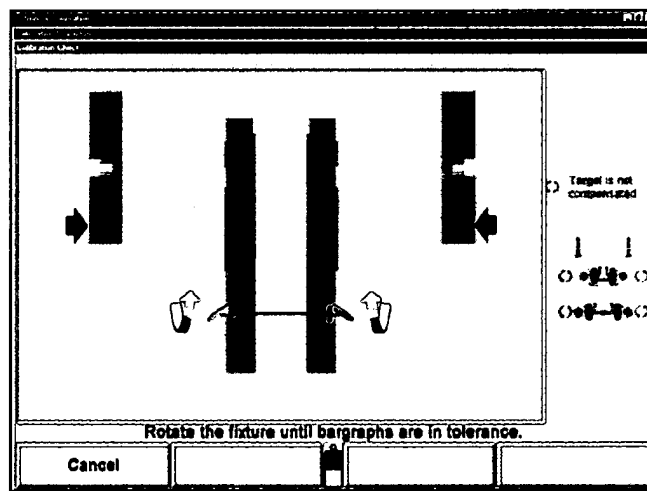 Calibration Check
Target is not
compensated
Rotate the fixture until bargraphs are in tolerance.
Cancel